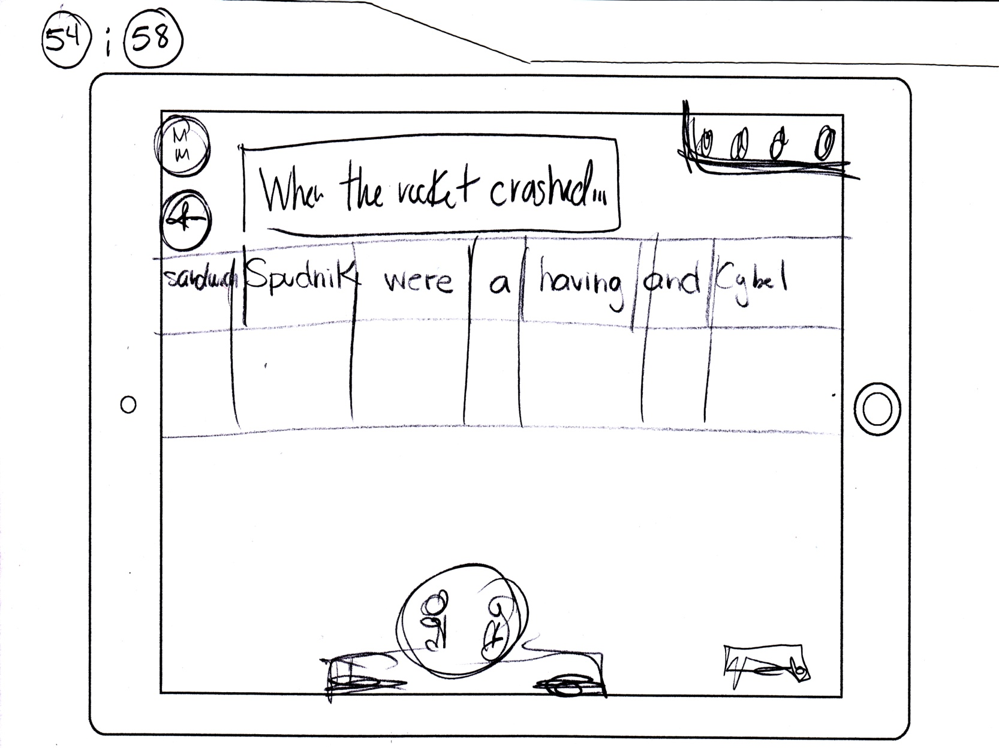 54 ; 58
M
M
When the rocket crashed...
sandwich Spudnik were a having and Cybel